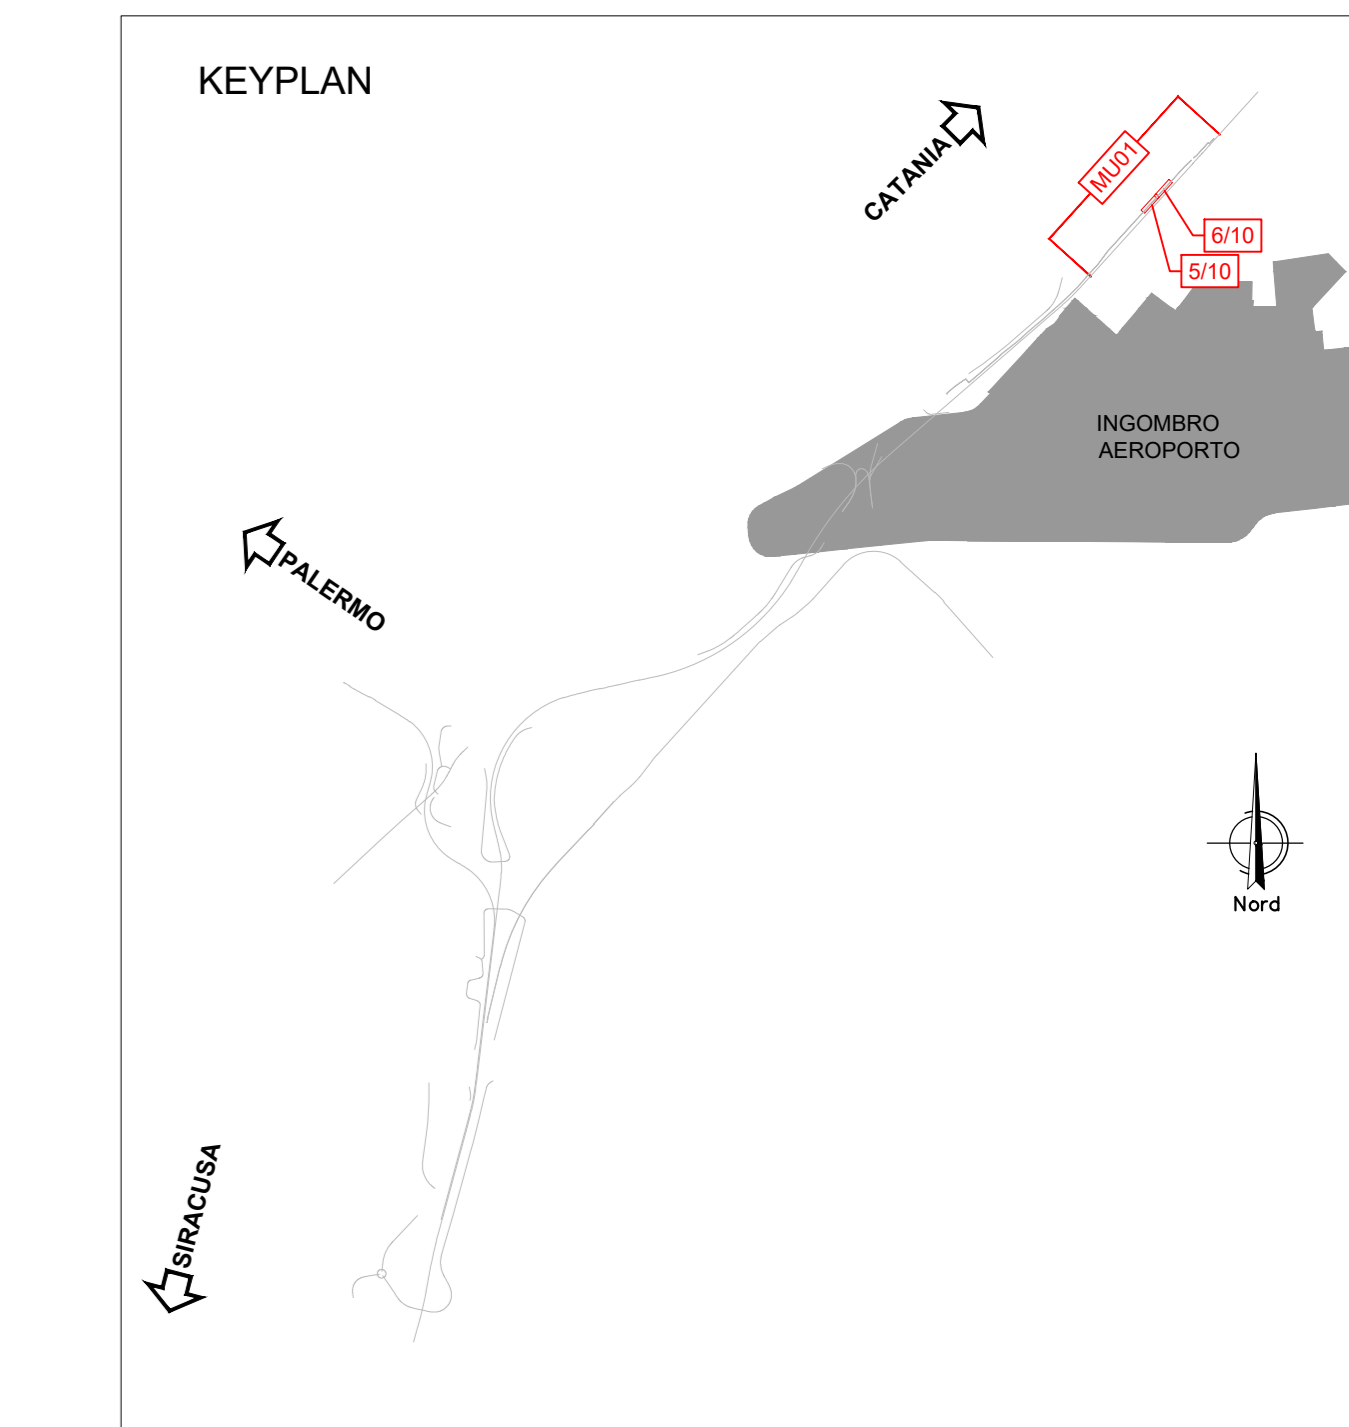 KEYPLAN
CATANIA
MU01
6/10
5/10
INGOMBRO
AEROPORTO
PALERMO
Nord
SIRACUSA